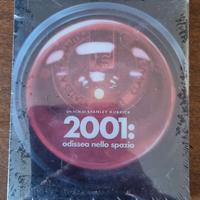 UN FILM DI STANLEY KUBRICK
2001:
odissea nello spazio